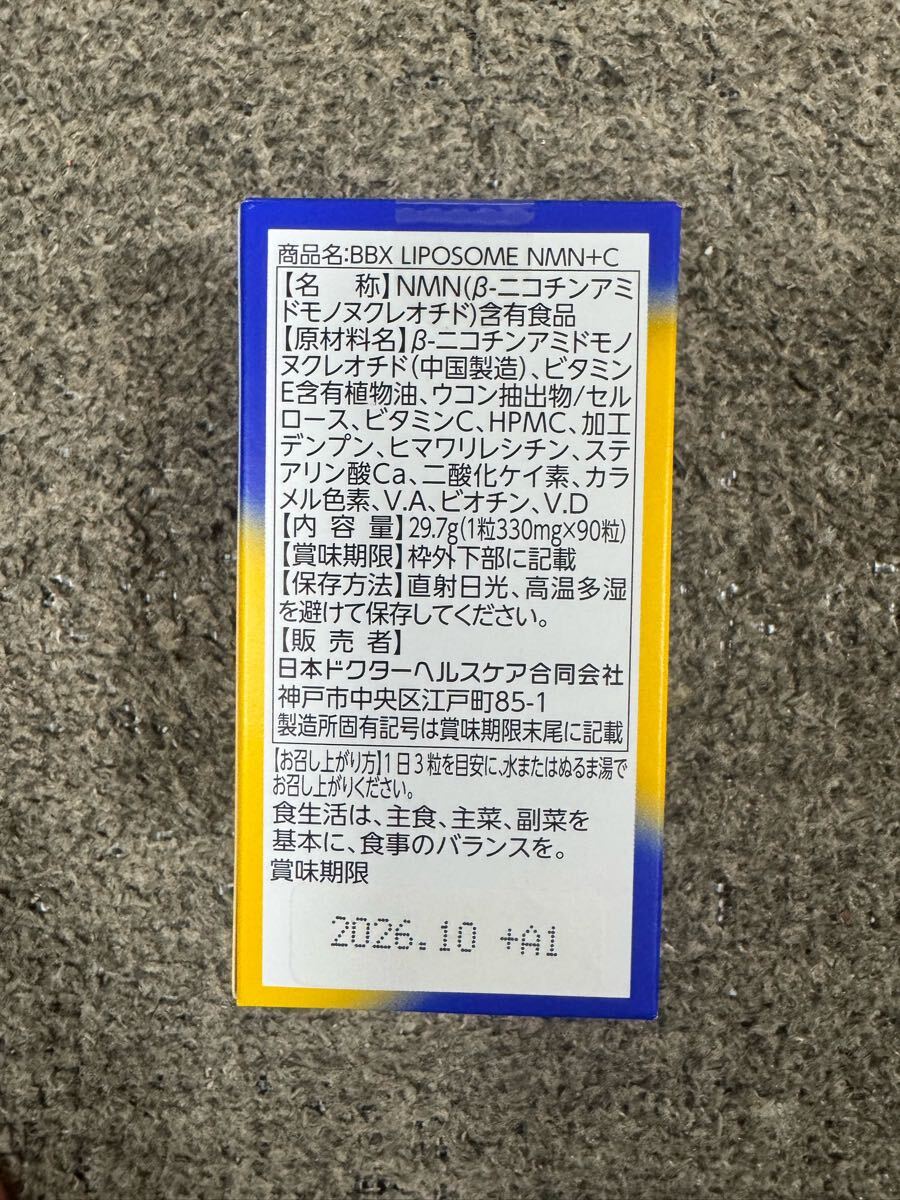 商品名:BBX LIPOSOME NMN+C
【名 称】NMN(β-ニコチンアミ
ドモノヌクレオチド)含有食品
【原材料名】β-ニコチンアミドモノ
ヌクレオチド(中国製造)、ビタミン
E含有植物油、ウコン抽出物/セル
ロース、ビタミンC、HPMC、加工
デンプン、ヒマワリレシチン、ステ
アリン酸Ca、二酸化ケイ素、カラ
メル色素、V.A、ビオチン、V.D
【内 容 量】29.7g(1粒330mg×90粒)
【賞味期限】枠外下部に記載
【保存方法】直射日光、高温多湿
を避けて保存してください。
【販 売 者】
日本ドクターヘルスケア合同会社
神戸市中央区江戸町85-1
製造所固有記号は賞味期限末尾に記載
【お召し上がり方】1日3粒を目安に、水またはぬるま湯で
お召し上がりください。
食生活は、主食、主菜、副菜を
基本に、食事のバランスを。
賞味期限
2026.10 +A1